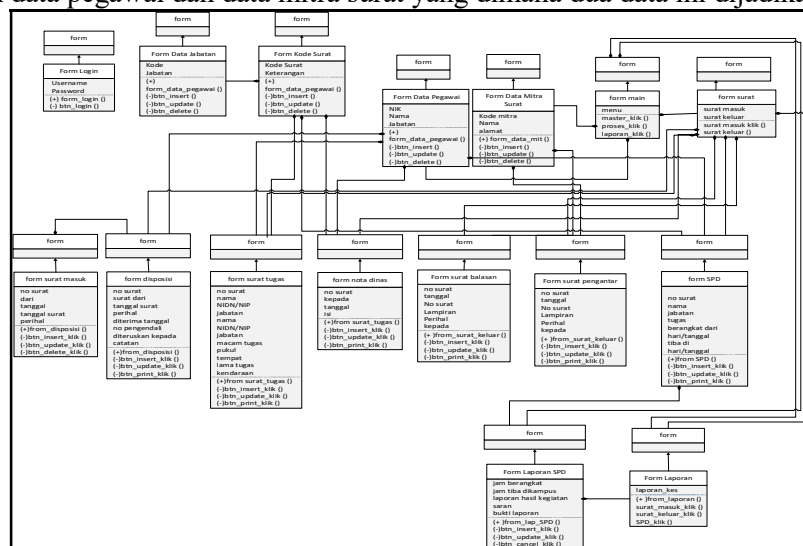 data pegawai dan data mitra surat yang dimana dua data ini dijadika
form
Form Login
Username
Password
(+) form_login ()
(-) btn_login ()
form
Form Data Jabatan
Kode
Jabatan
(+)
form_data_pegawai ()
(-)btn_insert ()
(-)btn_update ()
(-)btn_delete ()
form
Form Kode Surat
Kode Surat
Keterangan
(+)
form_data_pegawai ()
(-)btn_insert ()
(-)btn_update ()
(-)btn_delete ()
form
Form Data Pegawai
NIK
Nama
Jabatan
(+)
form_data_pegawai ()
(-)btn_insert ()
(-)btn_update ()
(-)btn_delete ()
form
Form Data Mitra
Surat
Kode mitra
Nama
alamat
(+) form_data_mit ()
(-)btn_insert ()
(-)btn_update ()
(-)btn_delete ()
form
form main
menu
master_klik ()
proses_klik ()
laporan_klik ()
form
form surat
surat masuk
surat keluar
surat masuk klik ()
surat keluar ()
form
form surat masuk
no surat
dari
tanggal
tanggal surat
perihal
(+)from_disposisi ()
(-)btn_insert_klik ()
(-)btn_update_klik ()
(-)btn_delete_klik ()
form
form disposisi
no surat
surat dari
tanggal surat
perihal
diterima tanggal
no pengendali
diteruskan kepada
catatan
(+)from_disposisi ()
(-)btn_insert_klik ()
(-)btn_update_klik ()
(-)btn_print_klik ()
form
form surat tugas
no surat
nama
NIDN/NIP
jabatan
nama
NIDN/NIP
jabatan
macam tugas
pukul
tempat
lama tugas
kendaraan
(+)from surat_tugas ()
(-)btn_insert_klik ()
(-)btn_update_klik ()
(-)btn_print_klik ()
form
form nota dinas
no surat
kepada
tanggal
isi
(+)from surat_tugas ()
(-)btn_insert_klik ()
(-)btn_update_klik ()
(-)btn_print_klik ()
form
form surat balasan
no surat
tanggal
No surat
Lampiran
Perihal
kepada
(+)from_surat_keluar ()
(-)btn_insert_klik ()
(-)btn_update_klik ()
(-)btn_print_klik ()
form
Form surat pengantar
no surat
tanggal
No surat
Lampiran
Perihal
kepada
(+)from_surat_keluar ()
(-)btn_insert_klik ()
(-)btn_update_klik ()
(-)btn_print_klik ()
form
form SPD
no surat
nama
jabatan
tugas
berangkat dari
hari/tanggal
tiba di
hari/tanggal
(+)from SPD ()
(-)btn_insert_klik ()
(-)btn_update_klik ()
(-)btn_print_klik ()
form
Form Laporan SPD
jam berangkat
jam tiba dikampus
laporan hasil kegiatan
saran
bukti laporan
(+)from_lap_SPD ()
(-)btn_insert_klik ()
(-)btn_update_klik ()
(-)btn_cancel_klik ()
form
Form Laporan
laporan_kes
(+)from_laporan ()
surat_masuk_klik ()
surat_keluar_klik ()
SPD_klik ()